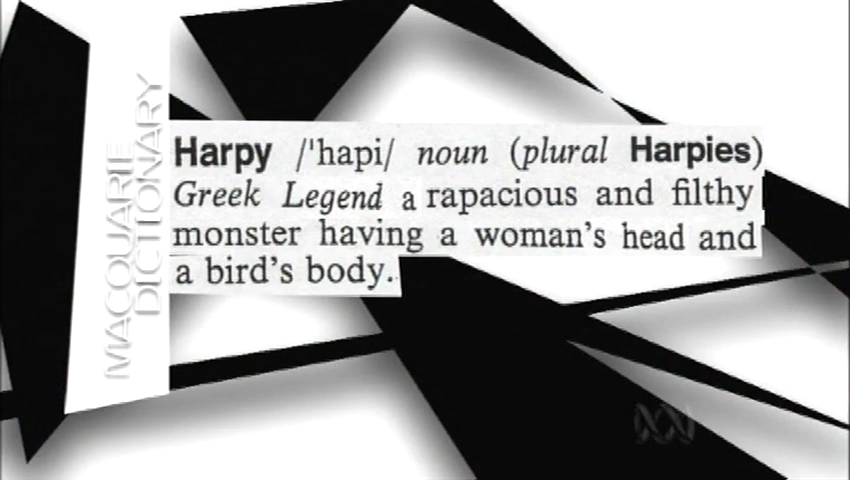 MACQUARIE
DICTIONARY
Harpy /'hapi/ noun (plural Harpies)
Greek Legend a rapacious and filthy
monster having a woman's head and
a bird's body.